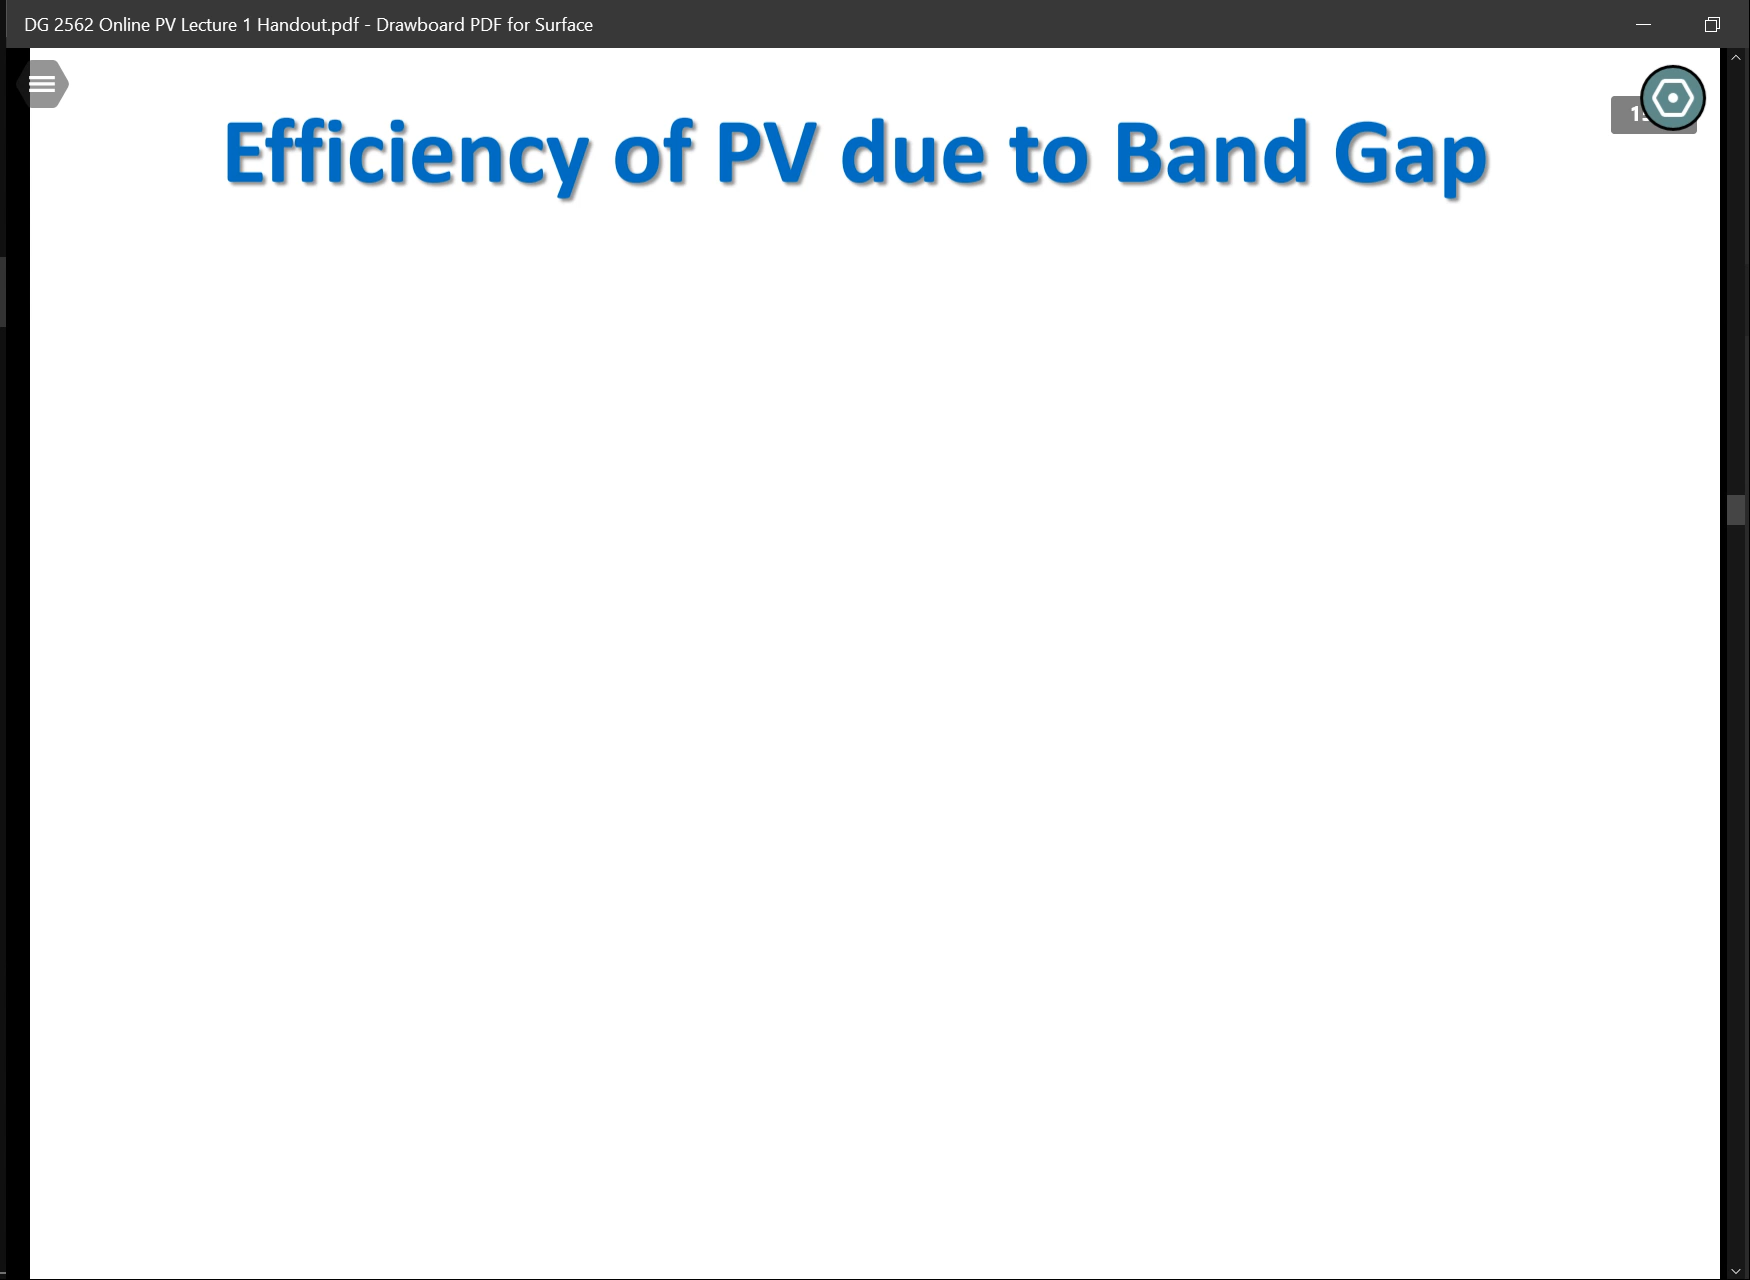 DG 2562 Online PV Lecture 1 Handout.pdf - Drawboard PDF for Surface
Efficiency of PV due to Band Gap